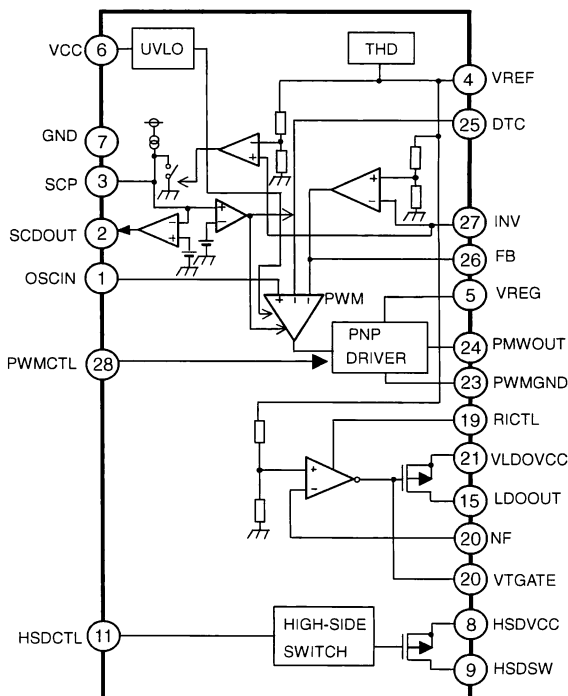 VCC
6
UVLO
THD
4
VREF
25
DTC
GND
7
SCP
3
+
-
+
-
27
INV
SCDOUT
2
-
+
+
-
26
FB
OSCIN
1
+
-
-
PWM
5
VREG
PNP
DRIVER
24
PMWOUT
PWMCTL
28
23
PWMGND
19
RICTL
21
VLDOVCC
+
-
15
LDOOUT
20
NF
20
VTGATE
HSDCTL
11
HIGH-SIDE
SWITCH
8
HSDVCC
9
HSDSW